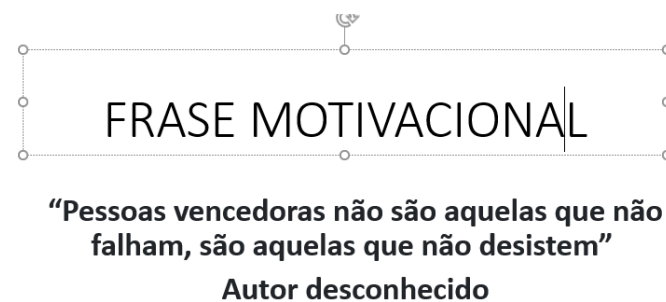 FRASE MOTIVACIONAL
“Pessoas vencedoras não são aquelas que não
falham, são aquelas que não desistem”
Autor desconhecido